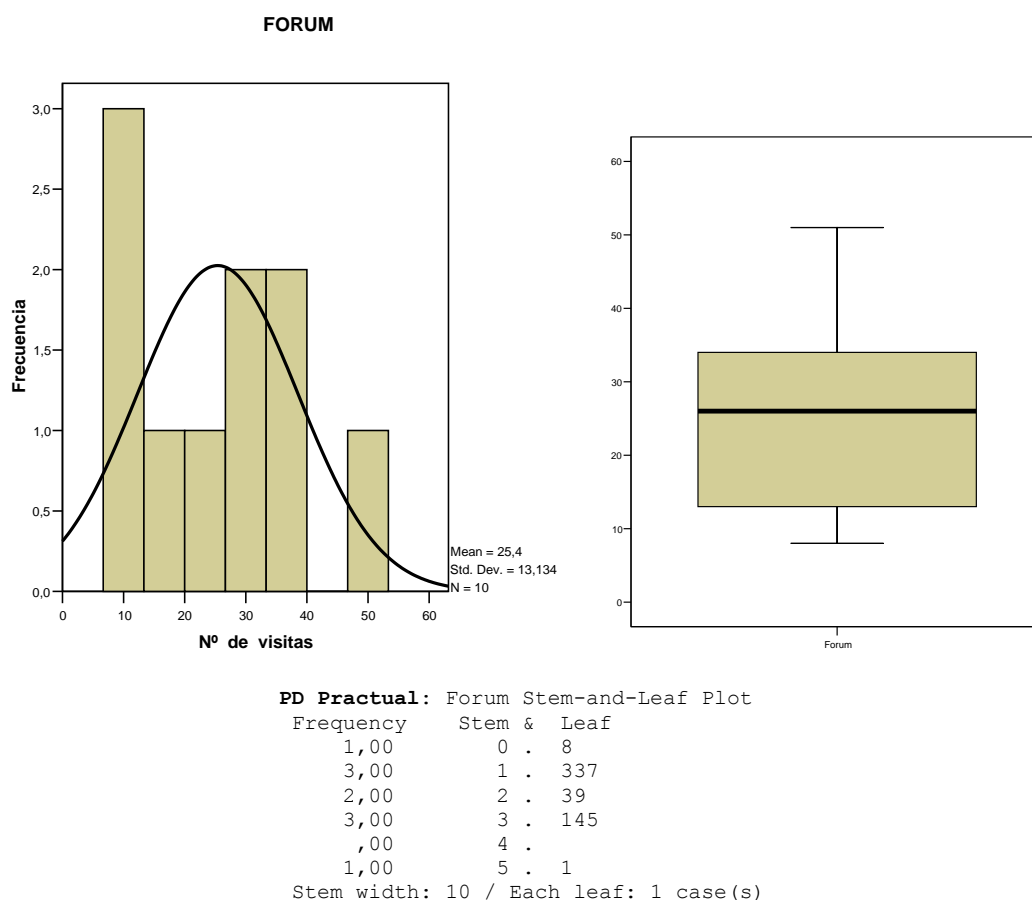 FORUM
3,0
2,5
2,0
1,5
1,0
0,5
0,0
Frecuencia
0 10 20 30 40 50 60
Nº de visitas
Mean = 25,4
Std. Dev. = 13,134
N = 10
60
50
40
30
20
10
0
Forum
PD Practual: Forum Stem-and-Leaf Plot
Frequency Stem & Leaf
1,00 0 . 8
3,00 1 . 337
2,00 2 . 39
3,00 3 . 145
,00 4 .
1,00 5 . 1
Stem width: 10 / Each leaf: 1 case(s)